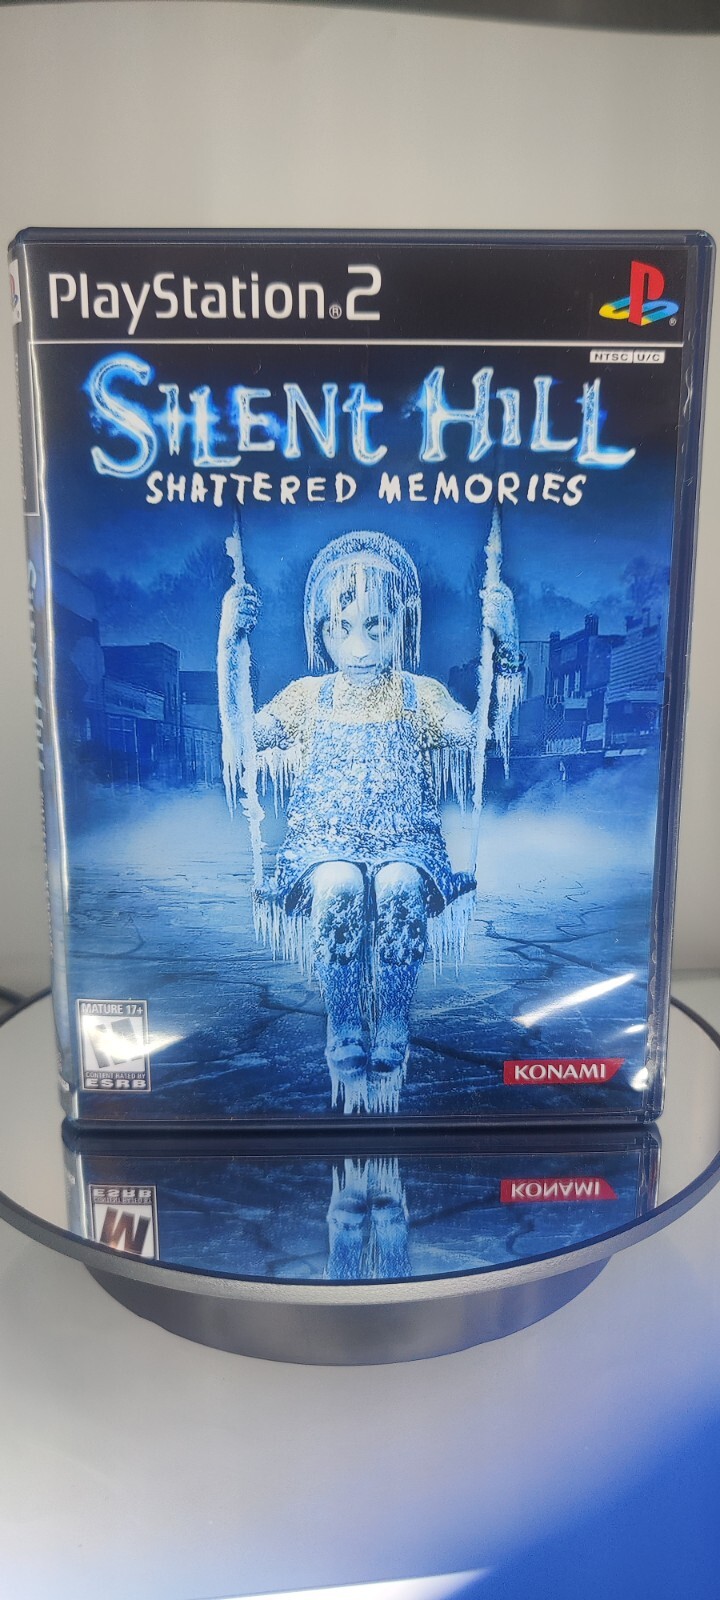 PlayStation®2
NTSC U/C
SILENt HiLL
SHATTERED MEMORIES
MATURE 17+
M
CONTENT RATED BY
ESRB
KONAMI